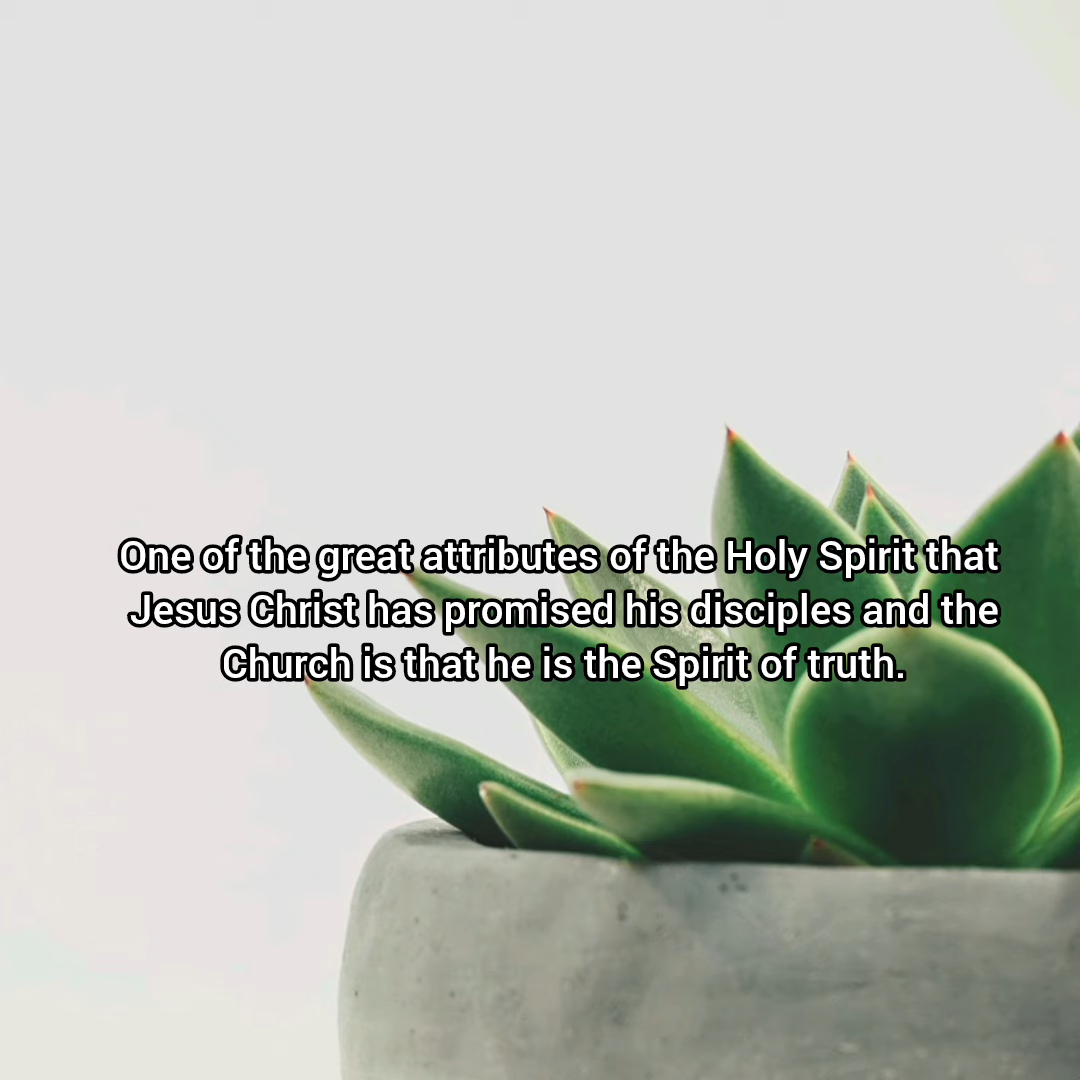 One of the great attributes of the Holy Spirit that
Jesus Christ has promised his disciples and the
Church is that he is the Spirit of truth.